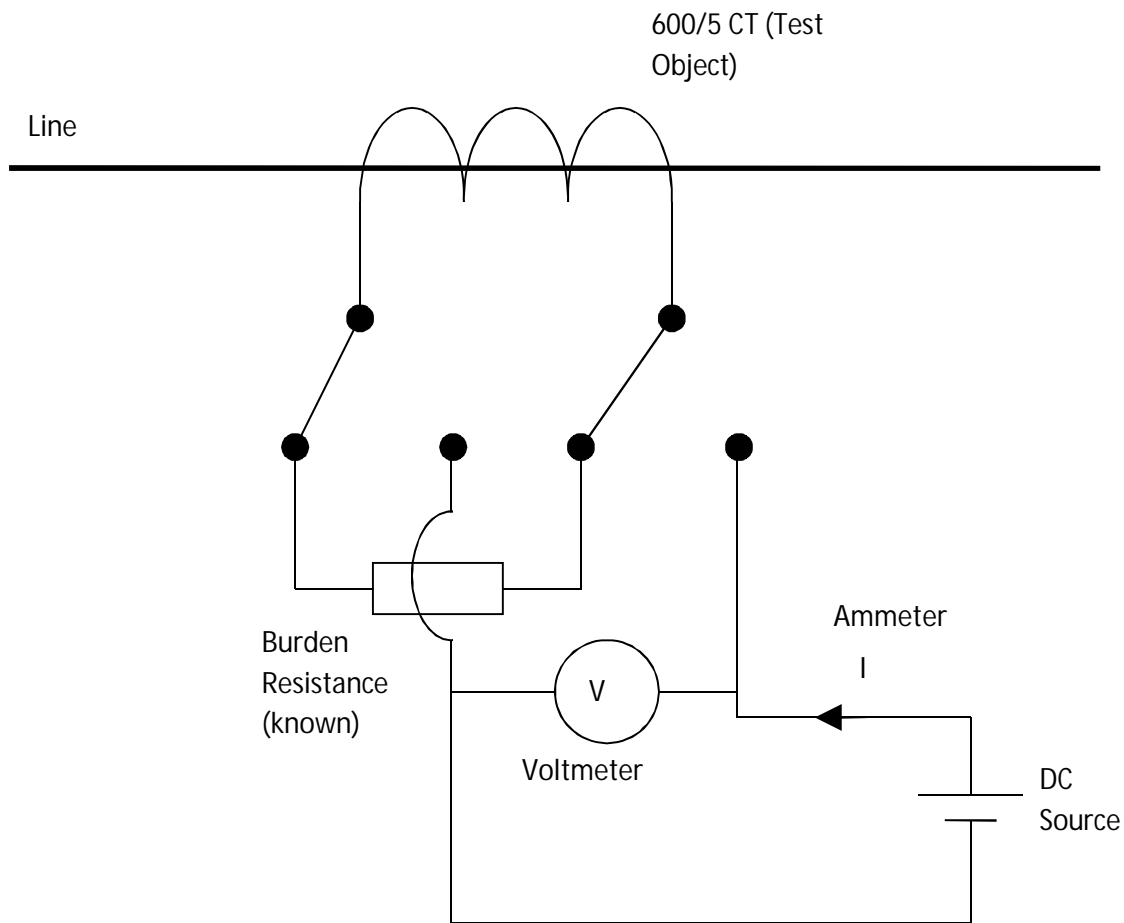 600/5 CT (Test
Object)
Line
Burden
Resistance
(known)
V
Voltmeter
Ammeter
I
DC
Source